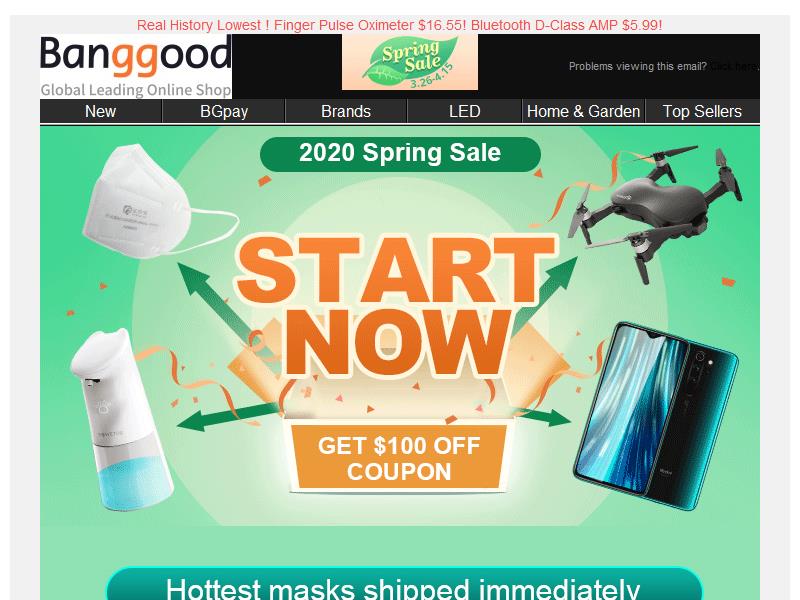 Real History Lowest ! Finger Pulse Oximeter $16.55! Bluetooth D-Class AMP $5.99!
Banggood
Global Leading Online Shop
Spring
Sale
3.26-4.15
Problems viewing this email? Click here.
New BGpay Brands LED Home & Garden Top Sellers
2020 Spring Sale
START
NOW
GET $100 OFF
COUPON
Hottest masks shipped immediately